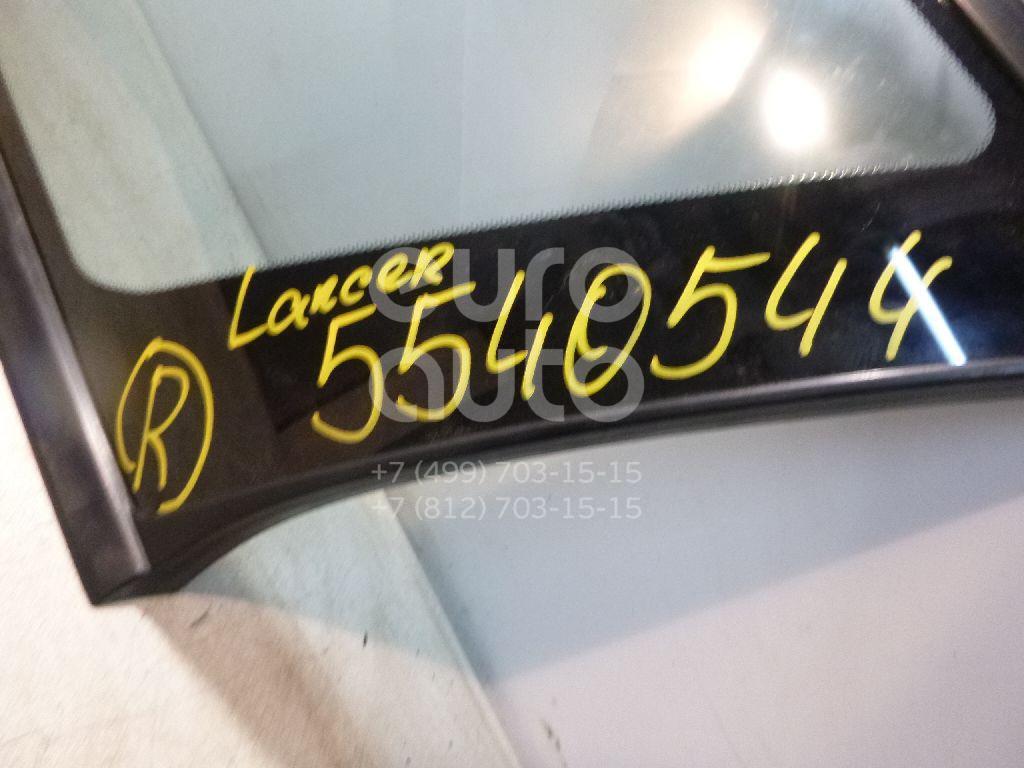 Lancer
R 5540544
euro
auto
+7 (499) 703-15-15
+7 (812) 703-15-15